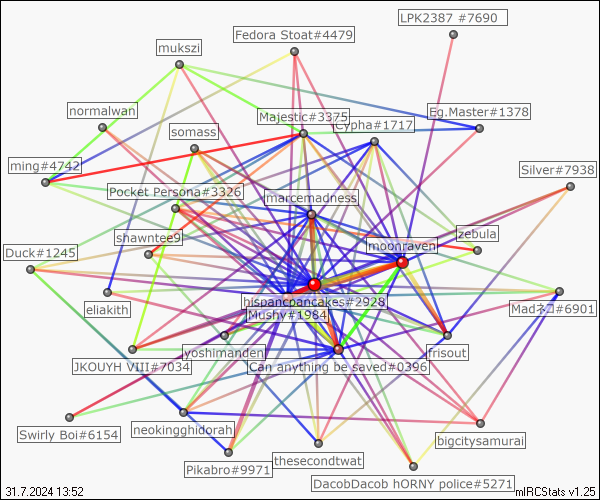 LPK2387 #7690
Fedora Stoat#4479
mukszi
normalwan
Majestic#3375
Eg.Master#1378
Cypha#1717
somass
ming#4742
Silver#7938
Pocket Persona#3326
marcemadness
zebula
shawntee9
moonraven
Duck#1245
hispancpancakes#2928
eliakith
Mushy#1984
Madネコ#6901
yoshimanden
frisout
JKOUYH VIII#7034
Can anything be saved#0396
Swirly Boi#6154
neokingghidorah
bigcitysamurai
thesecondtwat
Pikabro#9971
DacobDacob hORNY police#5271
31.7.2024 13:52
mIRCStats v1.25